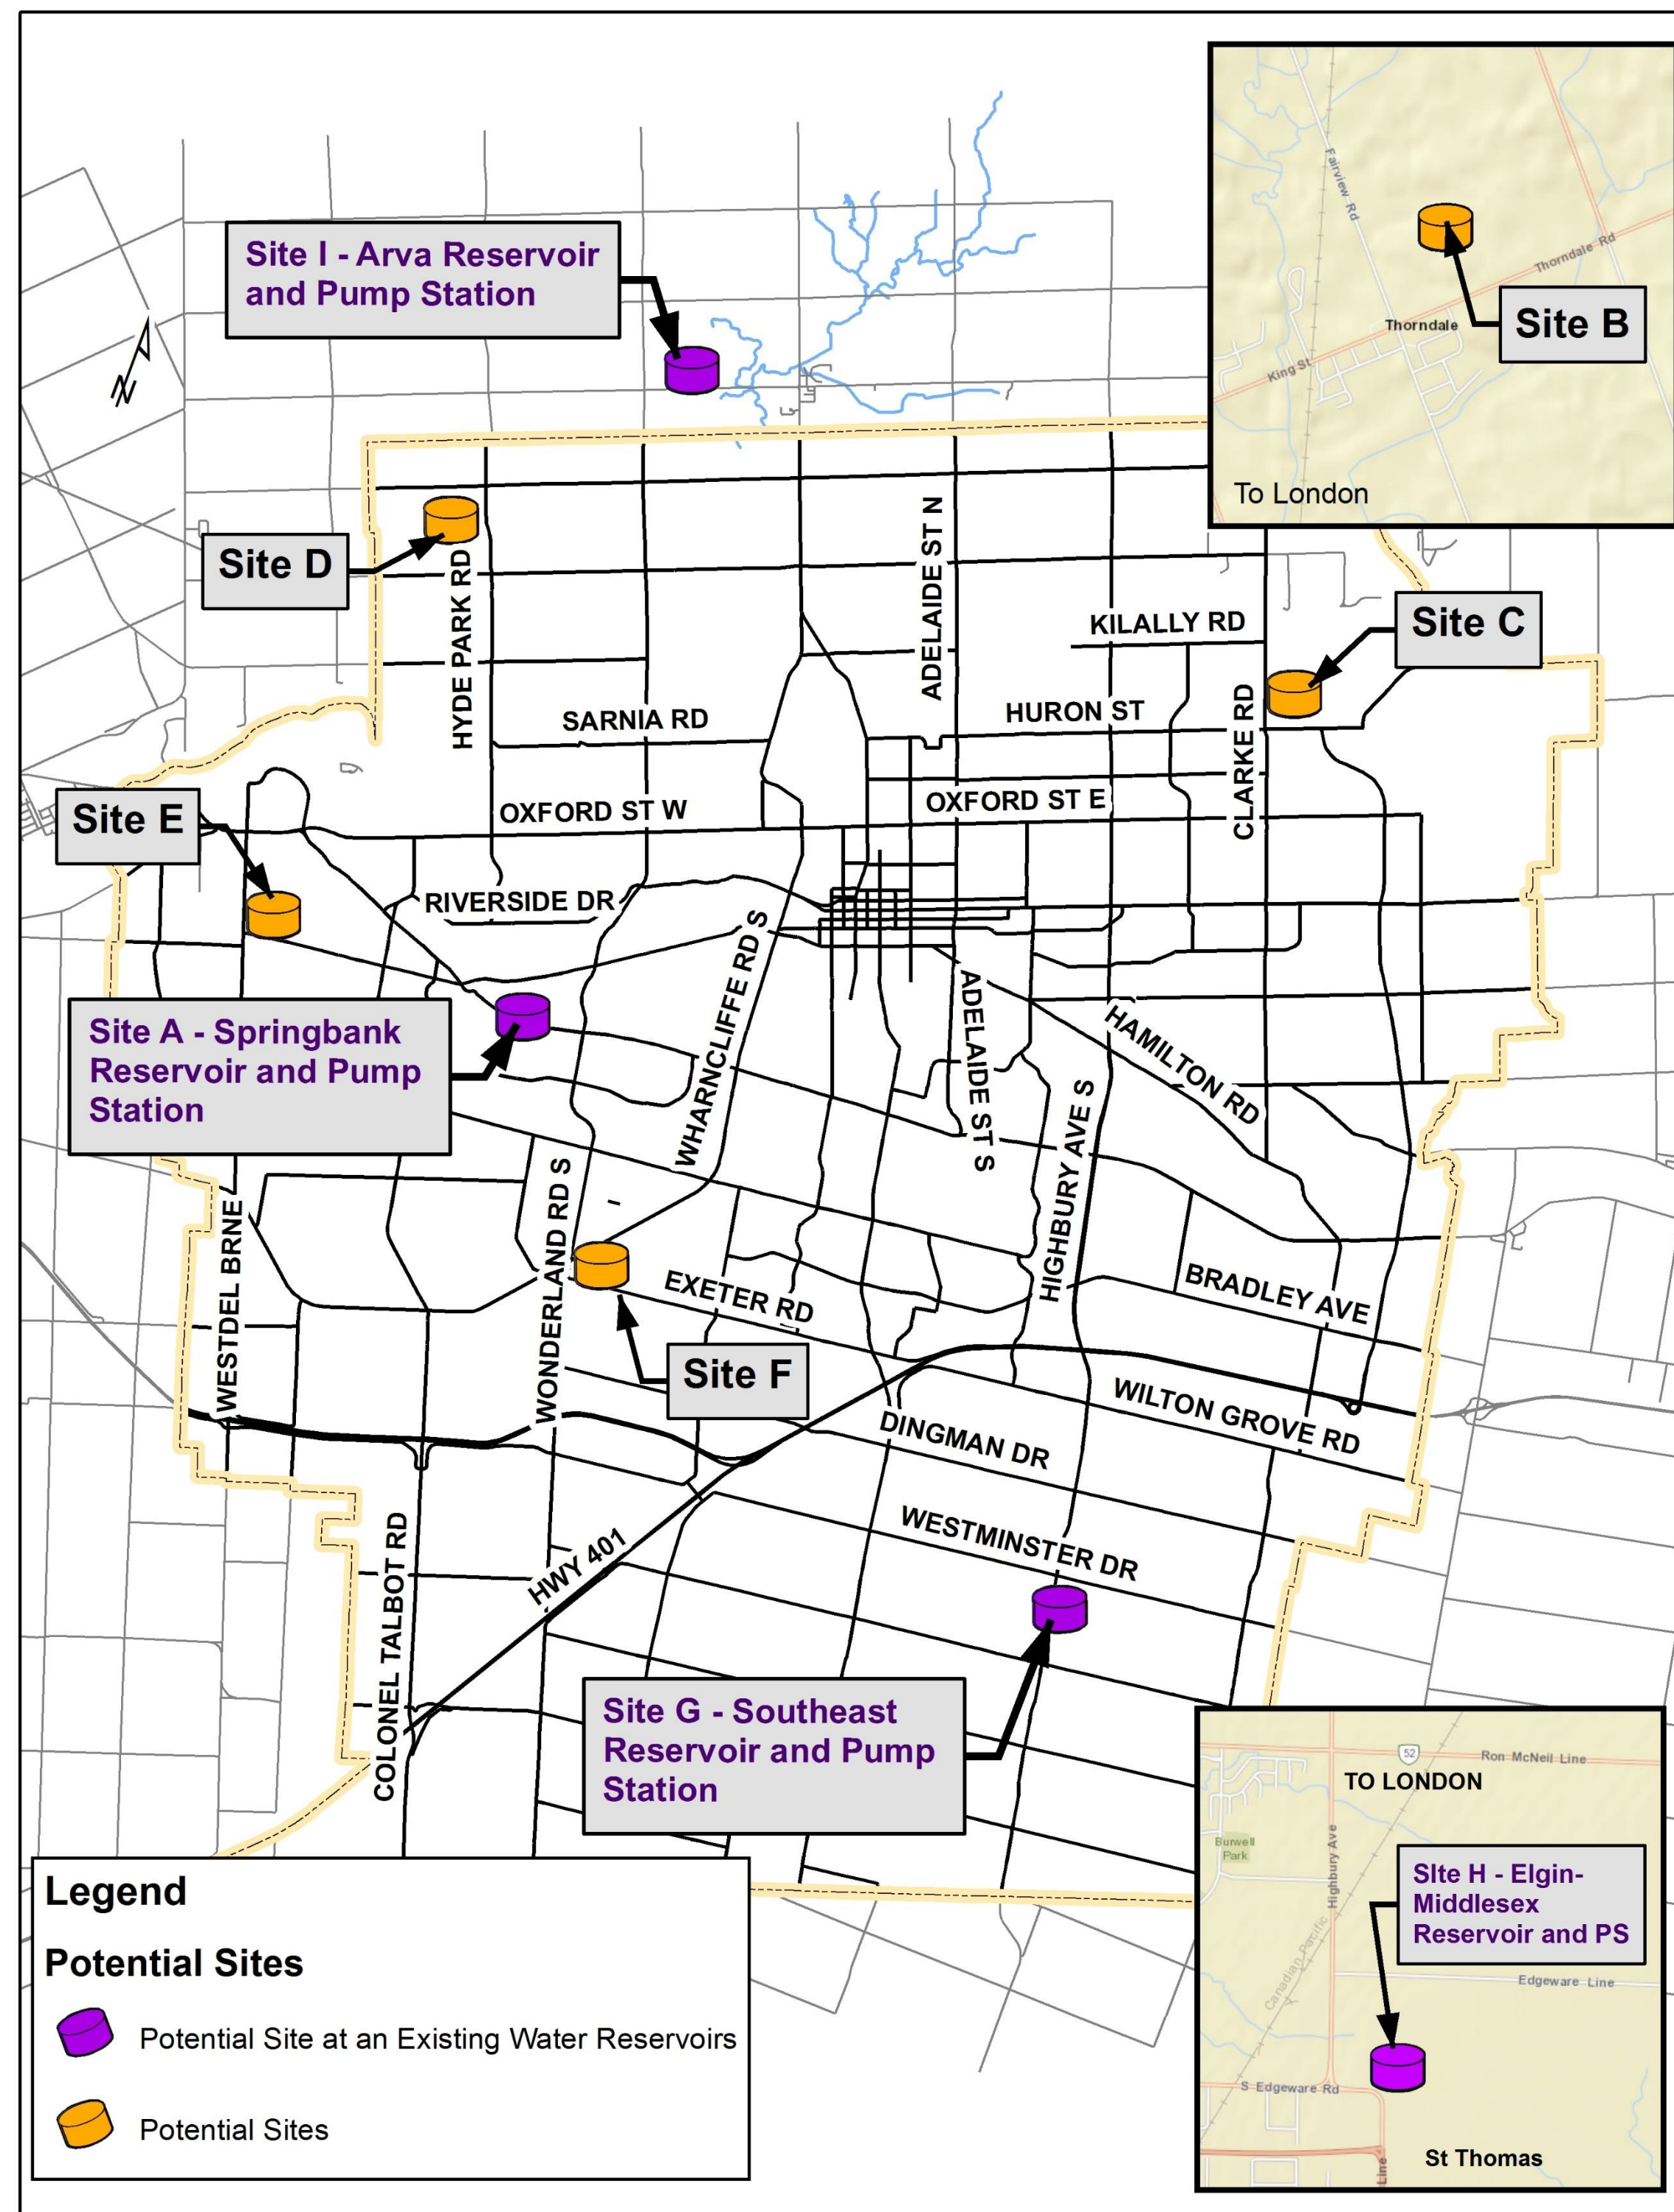 Site I - Arva Reservoir
and Pump Station
Fairview Rd
Thorndale Rd
Thorndale
Site B
King St
To London
N
Site D
HYDE PARK RD
ADELAIDE ST N
KILALLY RD
Site C
SARNIA RD
HURON ST
CLARKE RD
OXFORD ST W
OXFORD ST E
Site E
RIVERSIDE DR
WHARNCLIFFE RD S
ADELAIDE ST S
HAMILTON RD
Site A - Springbank
Reservoir and Pump
Station
HIGHBURY AVE S
WESTDEL BRNE
WONDERLAND RD S
EXETER RD
BRADLEY AVE
Site F
WILTON GROVE RD
DINGMAN DR
WESTMINSTER DR
HWY 401
COLONEL TALBOT RD
Site G - Southeast
Reservoir and Pump
Station
52
Ron McNeil Line
TO LONDON
Burwell
Park
Highbury Ave
SIte H - Elgin-
Middlesex
Reservoir and PS
Canadian Pacific
Edgeware Line
S Edgeware Rd
St Thomas
Line
Legend
Potential Sites
Potential Site at an Existing Water Reservoirs
Potential Sites